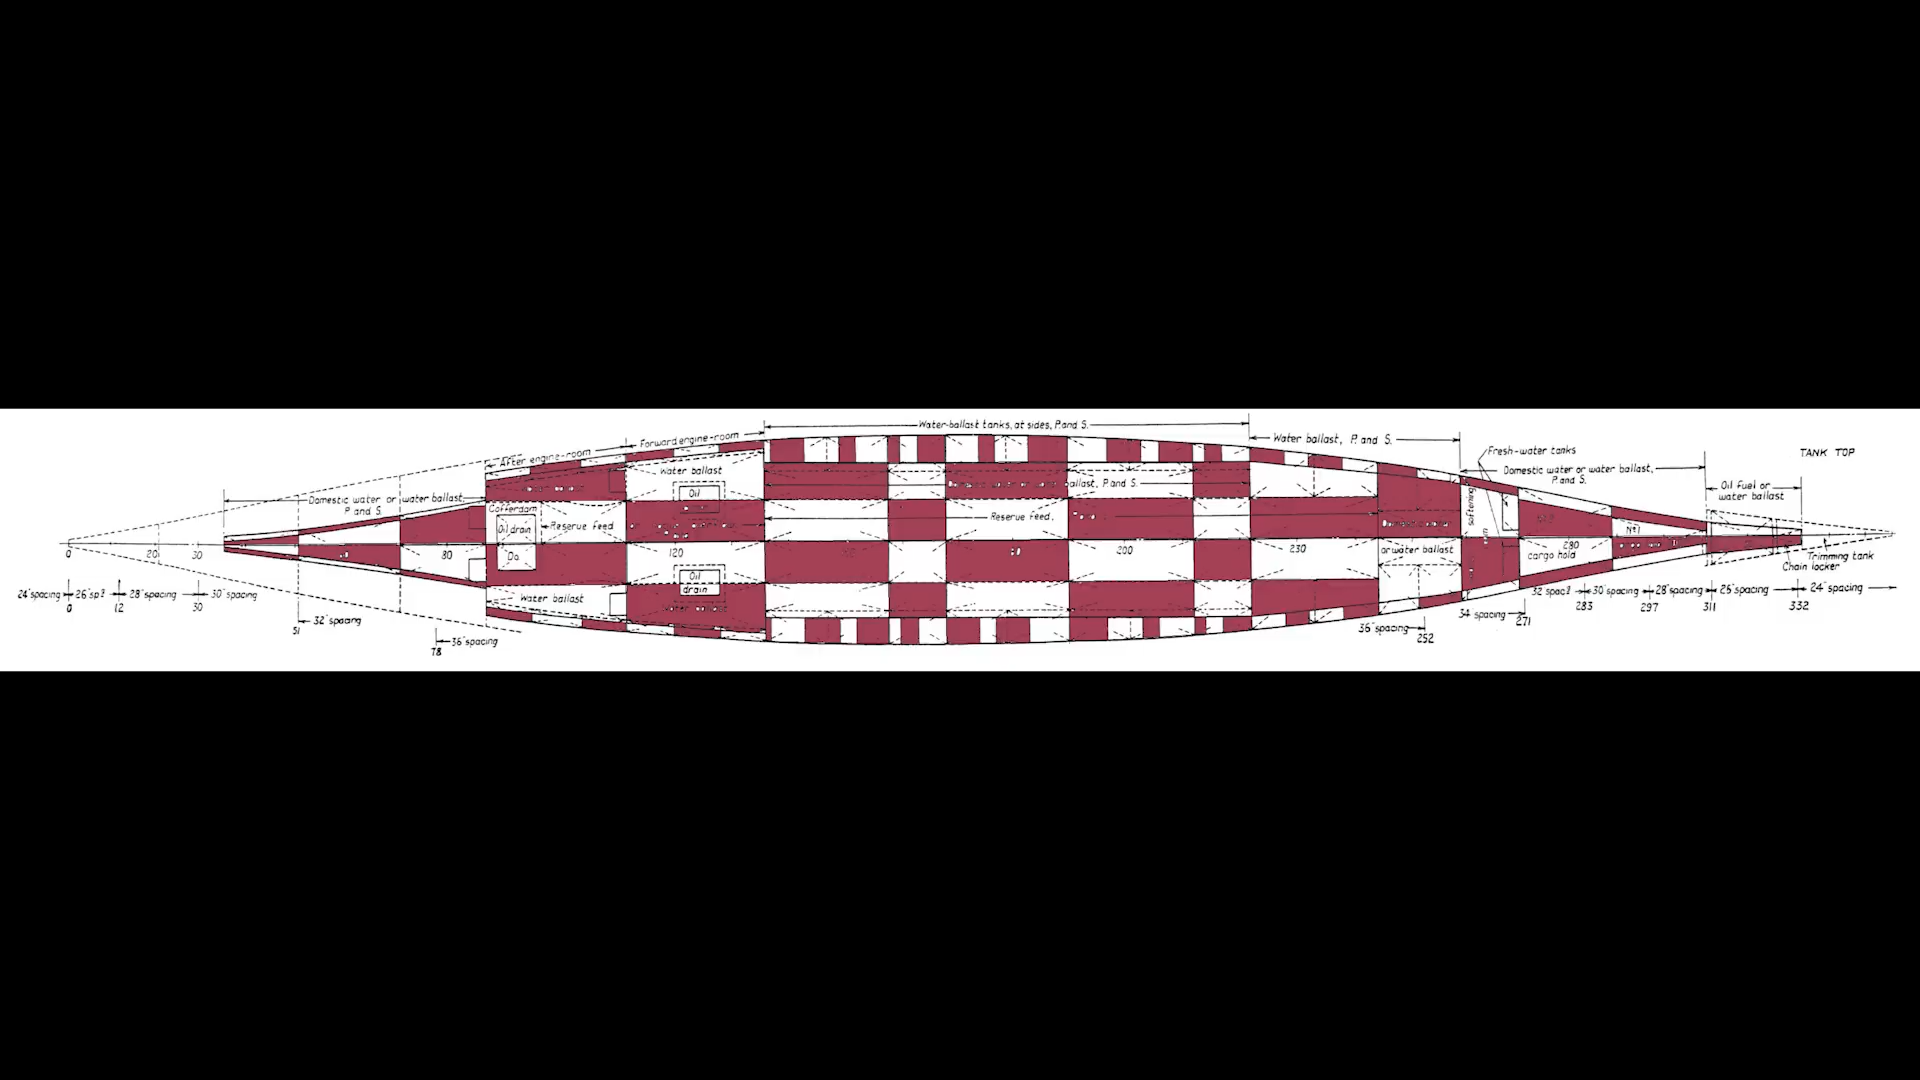 Water-ballast tanks, at sides, P.and S.
Forward engine-room
Water ballast, P. and S.
After engine-room
Fresh-water tanks
TANK TOP
Water ballast
Domestic water or water ballast,
P. and S.
Domestic water or water ballast,
P and S.
Oil fuel or
water ballast
ballast, P. and S.
Oil
Cofferdam
Oil drain
Reserve feed
Reserve feed,
softening
Nº1
0
20
30
80
Do.
120
200
230
or water ballast
280
cargo hold
Trimming tank
Chain locker
Oil
drain
Water ballast
24" spacing
26" spº
28" spacing
30" spacing
32" spacº
30" spacing
28" spacing
26" spacing
24" spacing
0
12
30
283
297
311
332
32" spacing
51
36" spacing
78
36" spacing
252
34 spacing
271